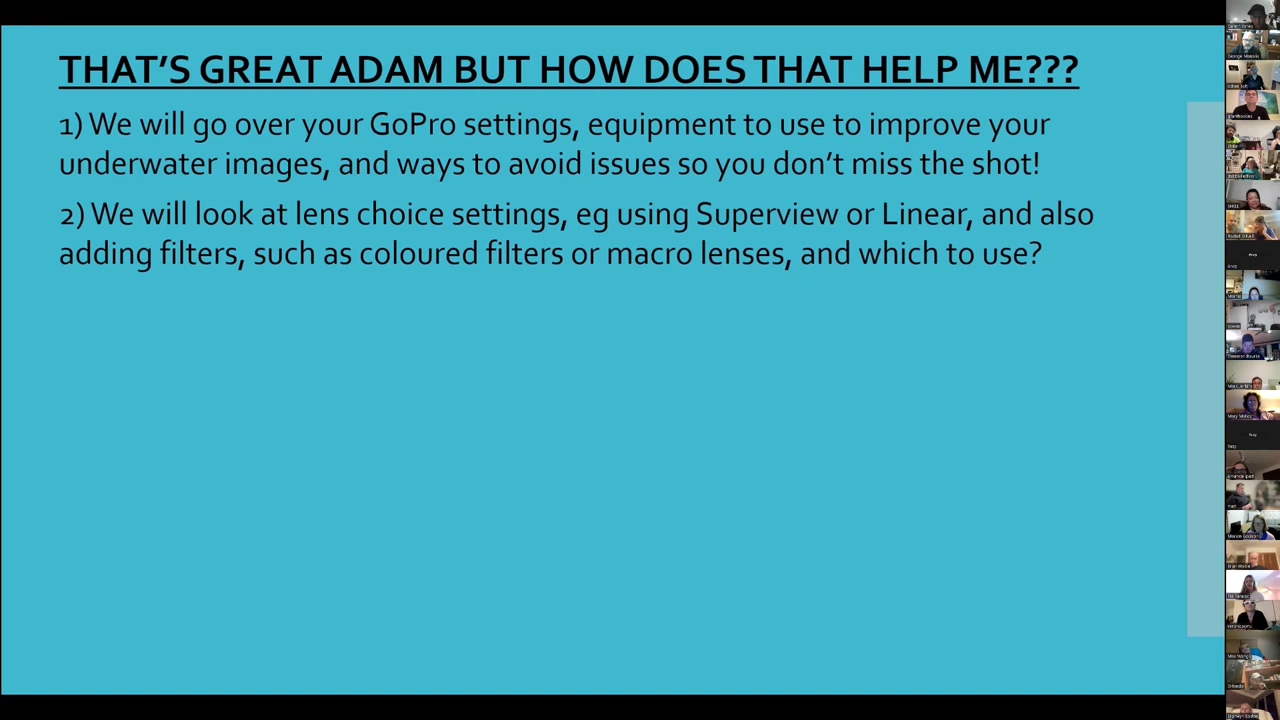 THAT'S GREAT ADAM BUT HOW DOES THAT HELP ME???
1) We will go over your GoPro settings, equipment to use to improve your
underwater images, and ways to avoid issues so you don't miss the shot!
2) We will look at lens choice settings, eg using Superview or Linear, and also
adding filters, such as coloured filters or macro lenses, and which to use?